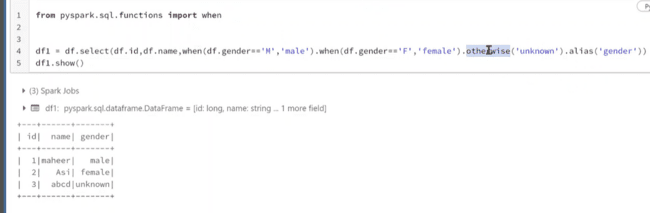 Py
1 from pyspark.sql.functions import when
2
3
4 df1 = df.select(df.id,df.name,when(df.gender=='M','male').when(df.gender=='F','female').otherwise('unknown').alias('gender'))
5 df1.show()
(3) Spark Jobs
df1: pyspark.sql.dataframe.DataFrame = [id: long, name: string ... 1 more field]
+---+------+-------+
| id| name| gender|
+---+------+-------+
| 1|maheer| male|
| 2| Asi| female|
| 3| abcd|unknown|
+---+------+-------+